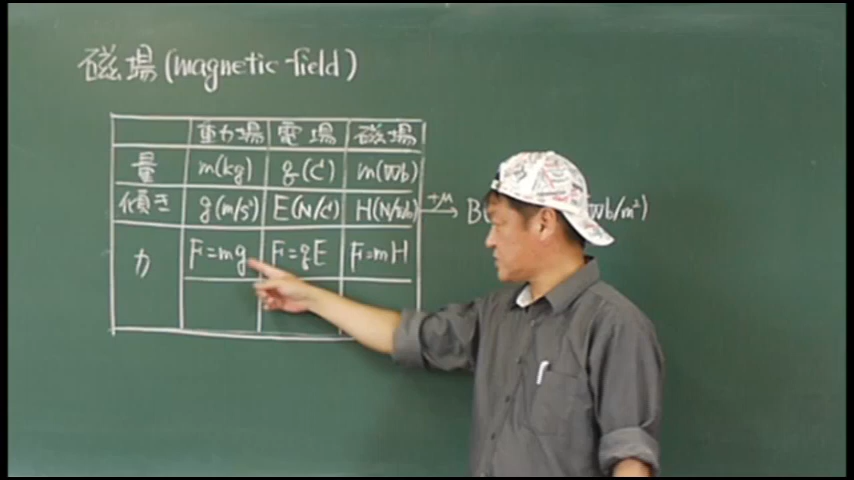 磁場(magnetic field)
重力場 電場 磁場
量 m(kg) q(C) m(Wb)
傾き g(m/s²) E(N/C) H(N/Wb) +μ → B Wb/m²)
力 F=mg F=qE F=mH